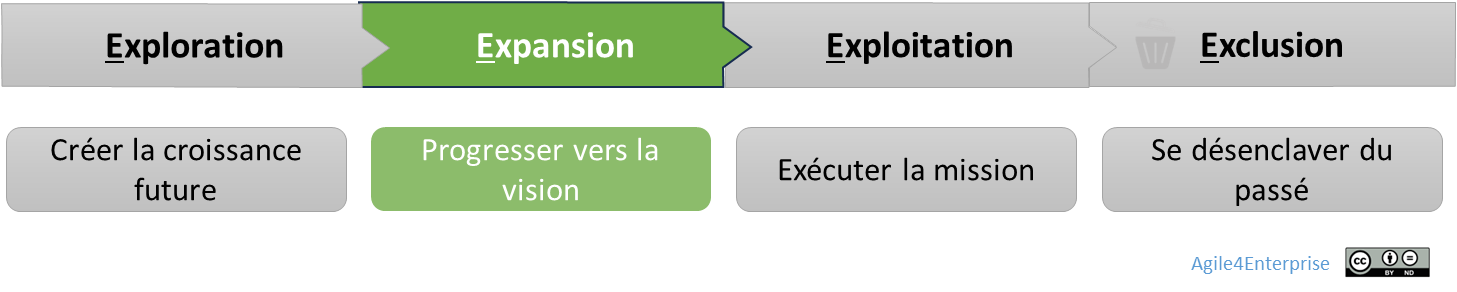 Exploration
Expansion
Exploitation
Exclusion
Créer la croissance
future
Progresser vers la
vision
Exécuter la mission
Se désenclaver du
passé
Agile4Enterprise
cc
BY ND